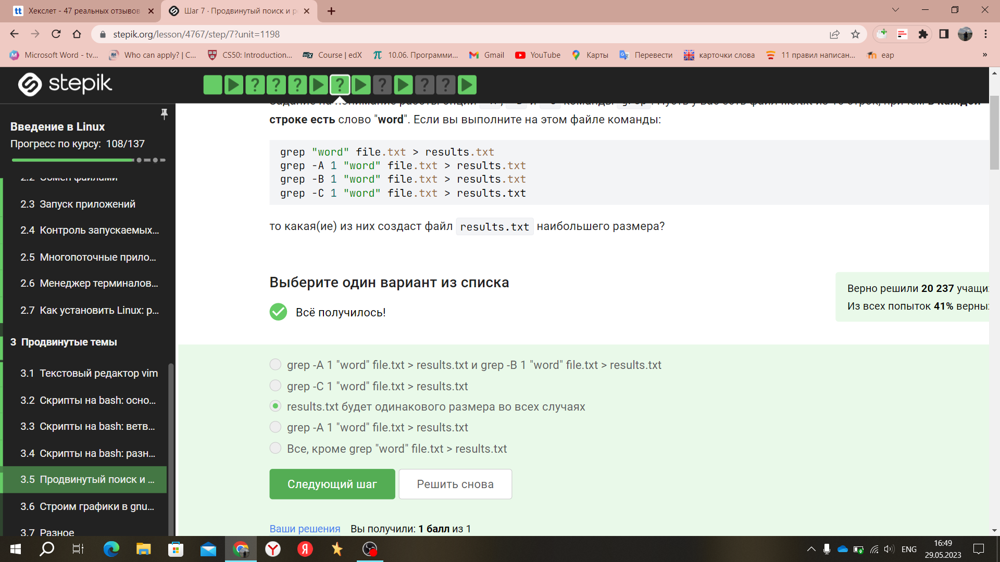 Хекслет - 47 реальных отзывов
Шаг 7 · Продвинутый поиск и р
stepik.org/lesson/4767/step/7?unit=1198
Microsoft Word - tv...
Who can apply? | C...
CS50: Introduction...
edX
Course | edX
10.06. Программи...
Gmail
YouTube
Карты
Перевести
карточки слова
11 правил написан...
eap
»
stepik
Введение в Linux
Прогресс по курсу: 108/137
2.2 Обмен файлами
2.3 Запуск приложений
2.4 Контроль запускаемых...
2.5 Многопоточные прило...
2.6 Менеджер терминалов...
2.7 Как установить Linux: р...
3 Продвинутые темы
3.1 Текстовый редактор vim
3.2 Скрипты на bash: осно...
3.3 Скрипты на bash: ветв...
3.4 Скрипты на bash: разн...
3.5 Продвинутый поиск и ...
3.6 Строим графики в gnu...
3.7 Разное
строке есть слово "word". Если вы выполните на этом файле команды:
grep "word" file.txt > results.txt
grep -A 1 "word" file.txt > results.txt
grep -B 1 "word" file.txt > results.txt
grep -C 1 "word" file.txt > results.txt
то какая(ие) из них создаст файл results.txt наибольшего размера?
Выберите один вариант из списка
Всё получилось!
Верно решили 20 237 учащи
Из всех попыток 41% верны
grep -A 1 "word" file.txt > results.txt и grep -B 1 "word" file.txt > results.txt
grep -C 1 "word" file.txt > results.txt
results.txt будет одинакового размера во всех случаях
grep -A 1 "word" file.txt > results.txt
Все, кроме grep "word" file.txt > results.txt
Следующий шаг
Решить снова
Ваши решения
Вы получили: 1 балл из 1
ENG
16:49
29.05.2023